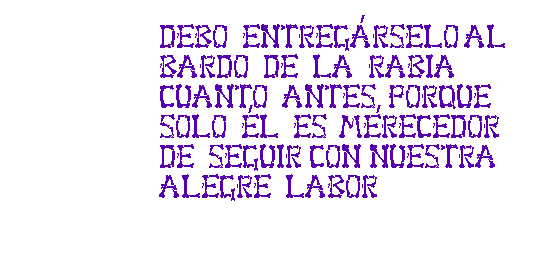 DEBO ENTREGÁRSELO AL
BARDO DE LA RABIA
CUANTO ANTES, PORQUE
SOLO ÉL ES MERECEDOR
DE SEGUIR CON NUESTRA
ALEGRE LABOR